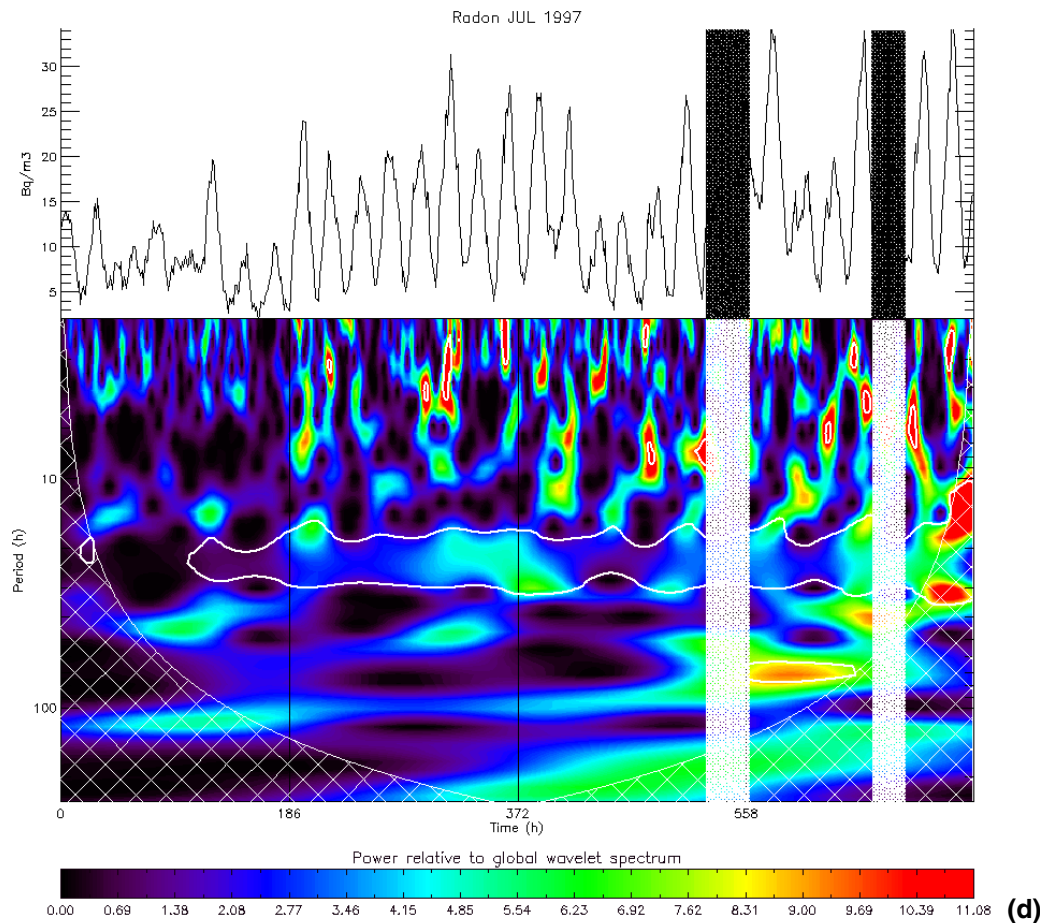 Radon JUL 1997
30
25
20
15
10
5
Bq/m3
10
100
Period (h)
0 186 372 558
Time (h)
Power relative to global wavelet spectrum
0.00 0.69 1.38 2.08 2.77 3.46 4.15 4.85 5.54 6.23 6.92 7.62 8.31 9.00 9.69 10.39 11.08
(d)